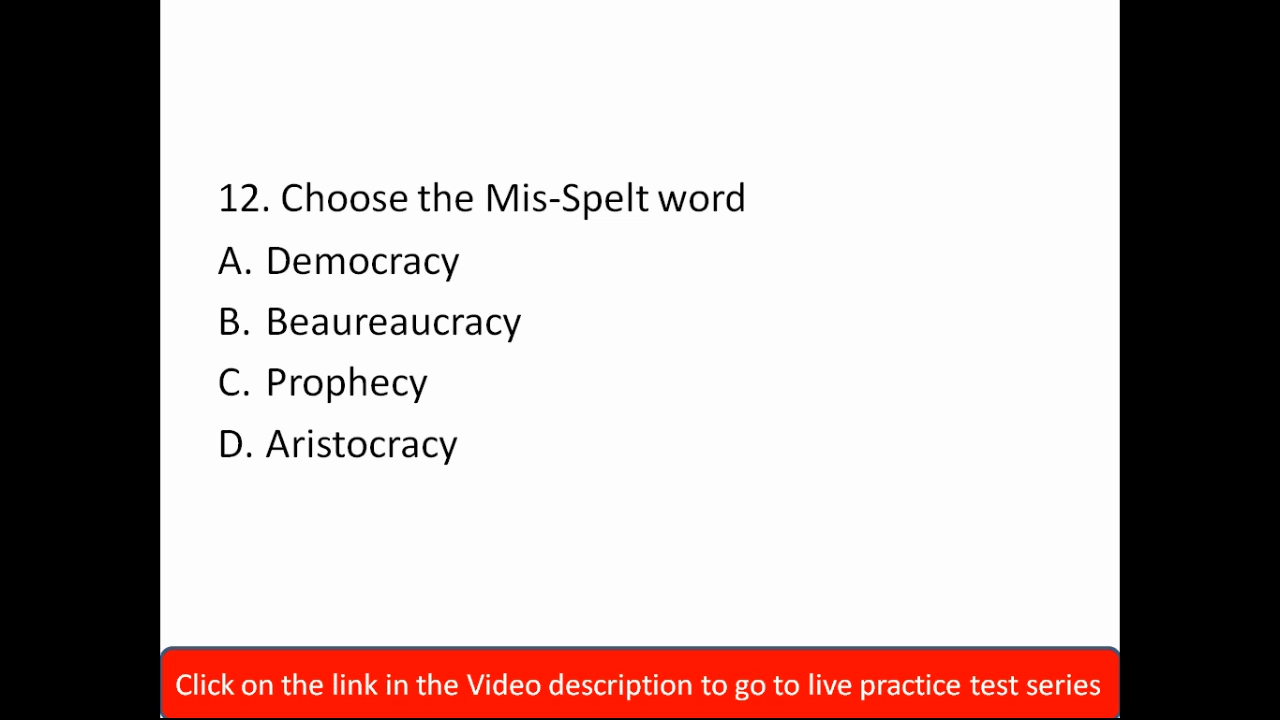 12. Choose the Mis-Spelt word
A. Democracy
B. Beaureaucracy
C. Prophecy
D. Aristocracy
Click on the link in the Video description to go to live practice test series